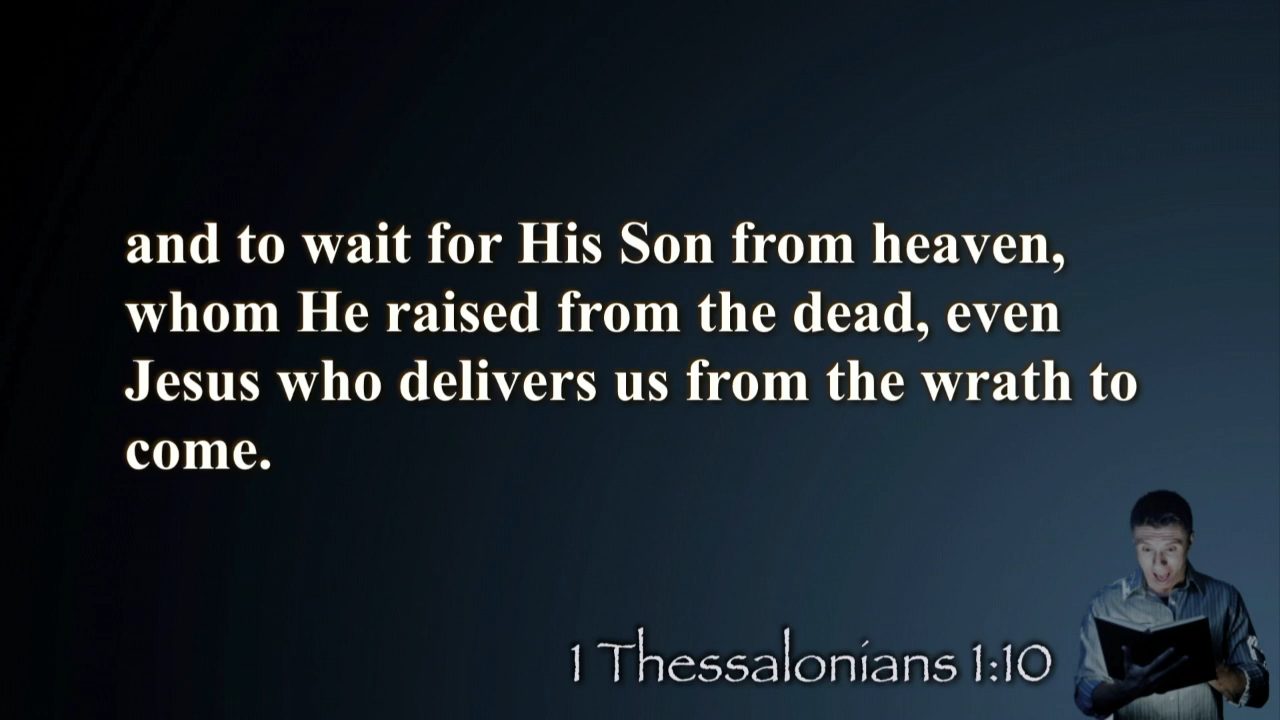 and to wait for His Son from heaven,
whom He raised from the dead, even
Jesus who delivers us from the wrath to
come.
1 Thessalonians 1:10